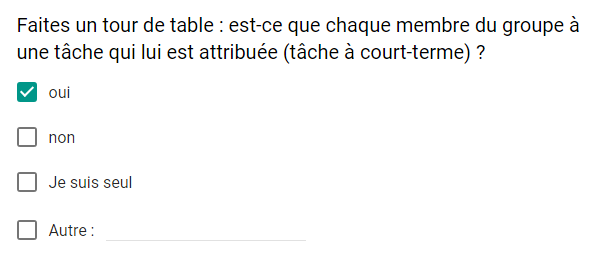 Faites un tour de table : est-ce que chaque membre du groupe à
une tâche qui lui est attribuée (tâche à court-terme) ?
oui
non
Je suis seul
Autre :